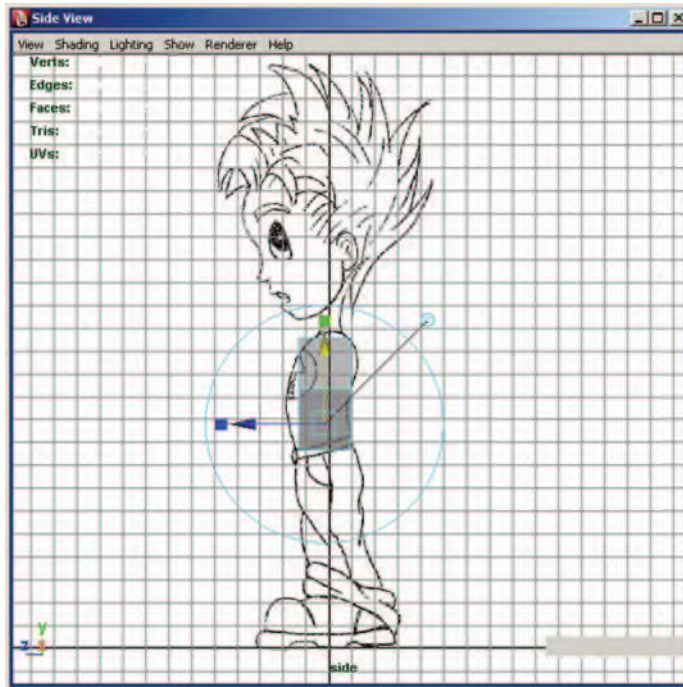 Side View
View Shading Lighting Show Renderer Help
Verts:
Edges:
Faces:
Tris:
UVs:
y
z
side